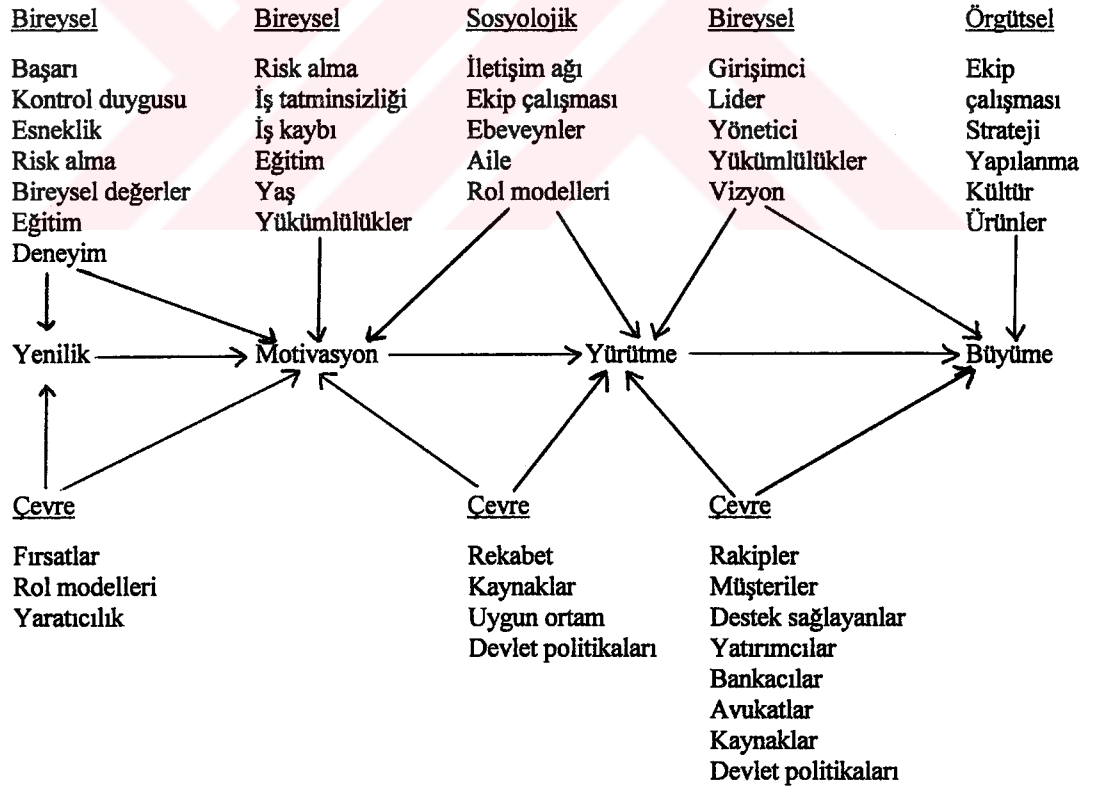 Bireysel
Başarı
Kontrol duygusu
Esneklik
Risk alma
Bireysel değerler
Eğitim
Deneyim
Bireysel
Risk alma
İş tatminsizliği
İş kaybı
Eğitim
Yaş
Yükümlülükler
Sosyolojik
İletişim ağı
Ekip çalışması
Ebeveynler
Aile
Rol modelleri
Bireysel
Girişimci
Lider
Yönetici
Yükümlülükler
Vizyon
Örgütsel
Ekip
çalışması
Strateji
Yapılanma
Kültür
Ürünler
Yenilik
Motivasyon
Yürütme
Büyüme
Çevre
Fırsatlar
Rol modelleri
Yaratıcılık
Çevre
Rekabet
Kaynaklar
Uygun ortam
Devlet politikaları
Çevre
Rakipler
Müşteriler
Destek sağlayanlar
Yatırımcılar
Bankacılar
Avukatlar
Kaynaklar
Devlet politikaları